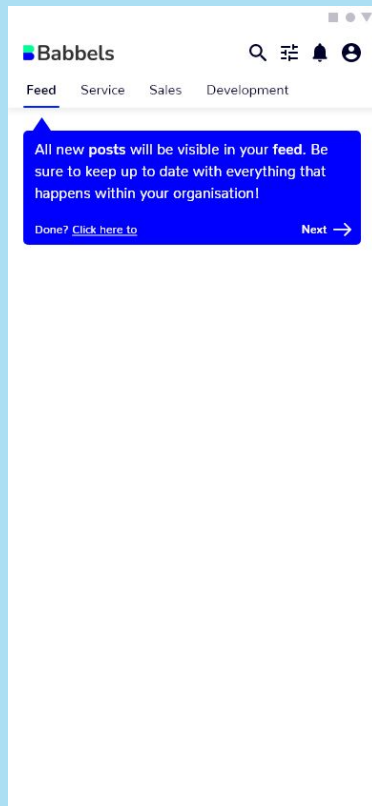 Babbels
Feed Service Sales Development
All new posts will be visible in your feed. Be
sure to keep up to date with everything that
happens within your organisation!
Done? Click here to
Next